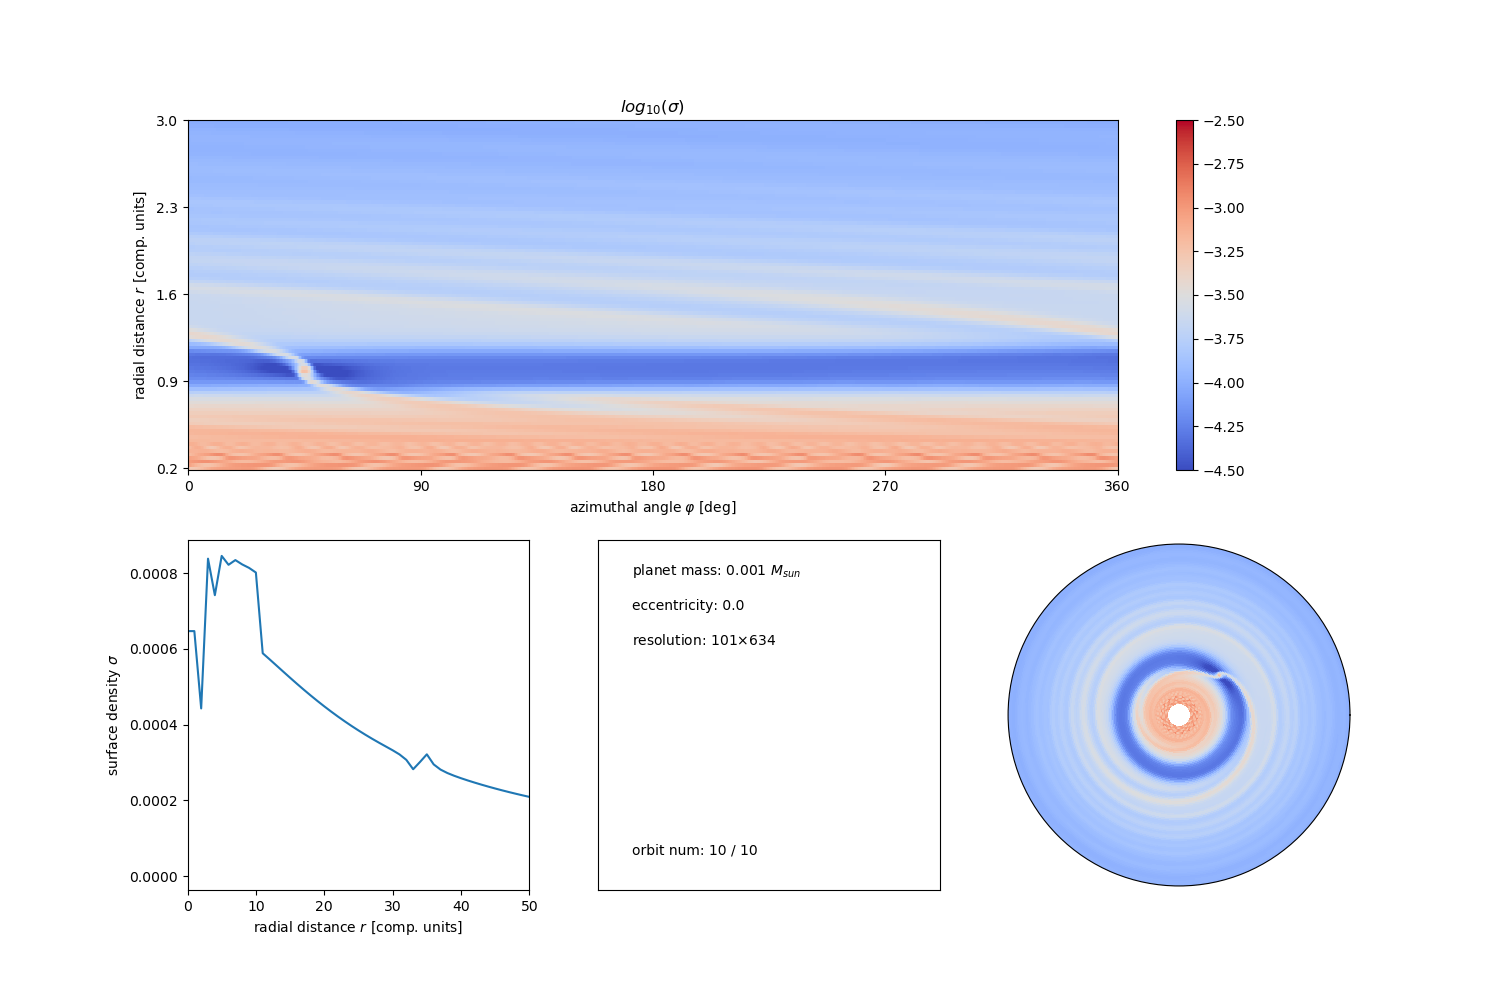 log₁₀(σ)
3.0
2.3
1.6
0.9
0.2
radial distance r [comp. units]
0 90 180 270 360
azimuthal angle φ [deg]
−2.50
−2.75
−3.00
−3.25
−3.50
−3.75
−4.00
−4.25
−4.50
0.0008
0.0006
0.0004
0.0002
0.0000
surface density σ
0 10 20 30 40 50
radial distance r [comp. units]
planet mass: 0.001 M_sun
eccentricity: 0.0
resolution: 101×634
orbit num: 10 / 10